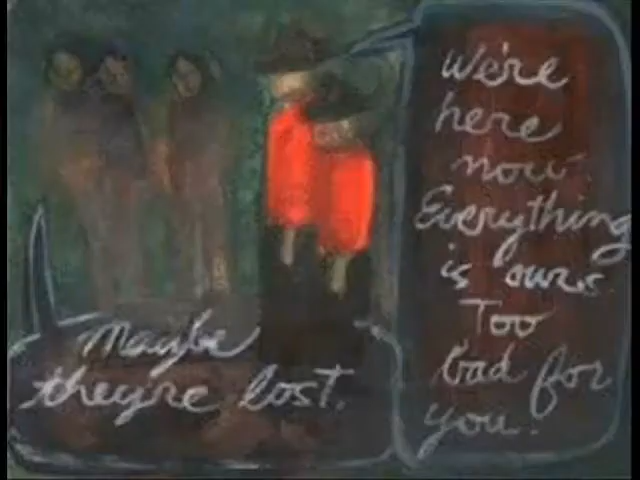 We're
here
now.
Everything
is ours.
Too
bad for
you.
Maybe
they're lost.